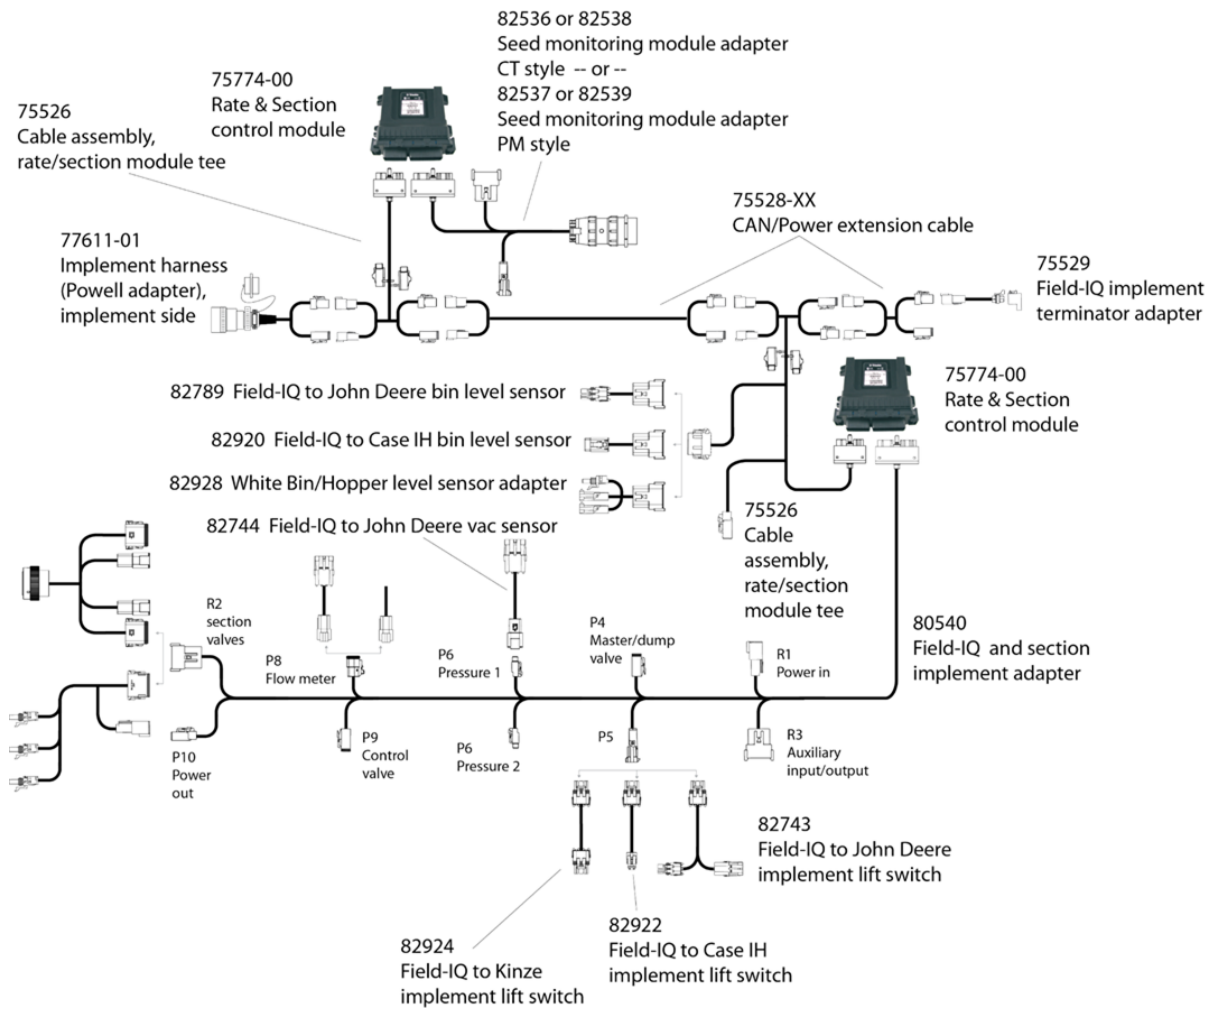 82536 or 82538
Seed monitoring module adapter
CT style -- or --
82537 or 82539
Seed monitoring module adapter
PM style
75774-00
Rate & Section
control module
75526
Cable assembly,
rate/section module tee
77611-01
Implement harness
(Powell adapter),
implement side
75528-XX
CAN/Power extension cable
75529
Field-IQ implement
terminator adapter
75774-00
Rate & Section
control module
82789 Field-IQ to John Deere bin level sensor
82920 Field-IQ to Case IH bin level sensor
82928 White Bin/Hopper level sensor adapter
82744 Field-IQ to John Deere vac sensor
75526
Cable
assembly,
rate/section
module tee
80540
Field-IQ and section
implement adapter
R2
section
valves
P8
Flow meter
P6
Pressure 1
P4
Master/dump
valve
R1
Power in
P10
Power
out
P9
Control
valve
P6
Pressure 2
P5
R3
Auxiliary
input/output
82743
Field-IQ to John Deere
implement lift switch
82922
Field-IQ to Case IH
implement lift switch
82924
Field-IQ to Kinze
implement lift switch